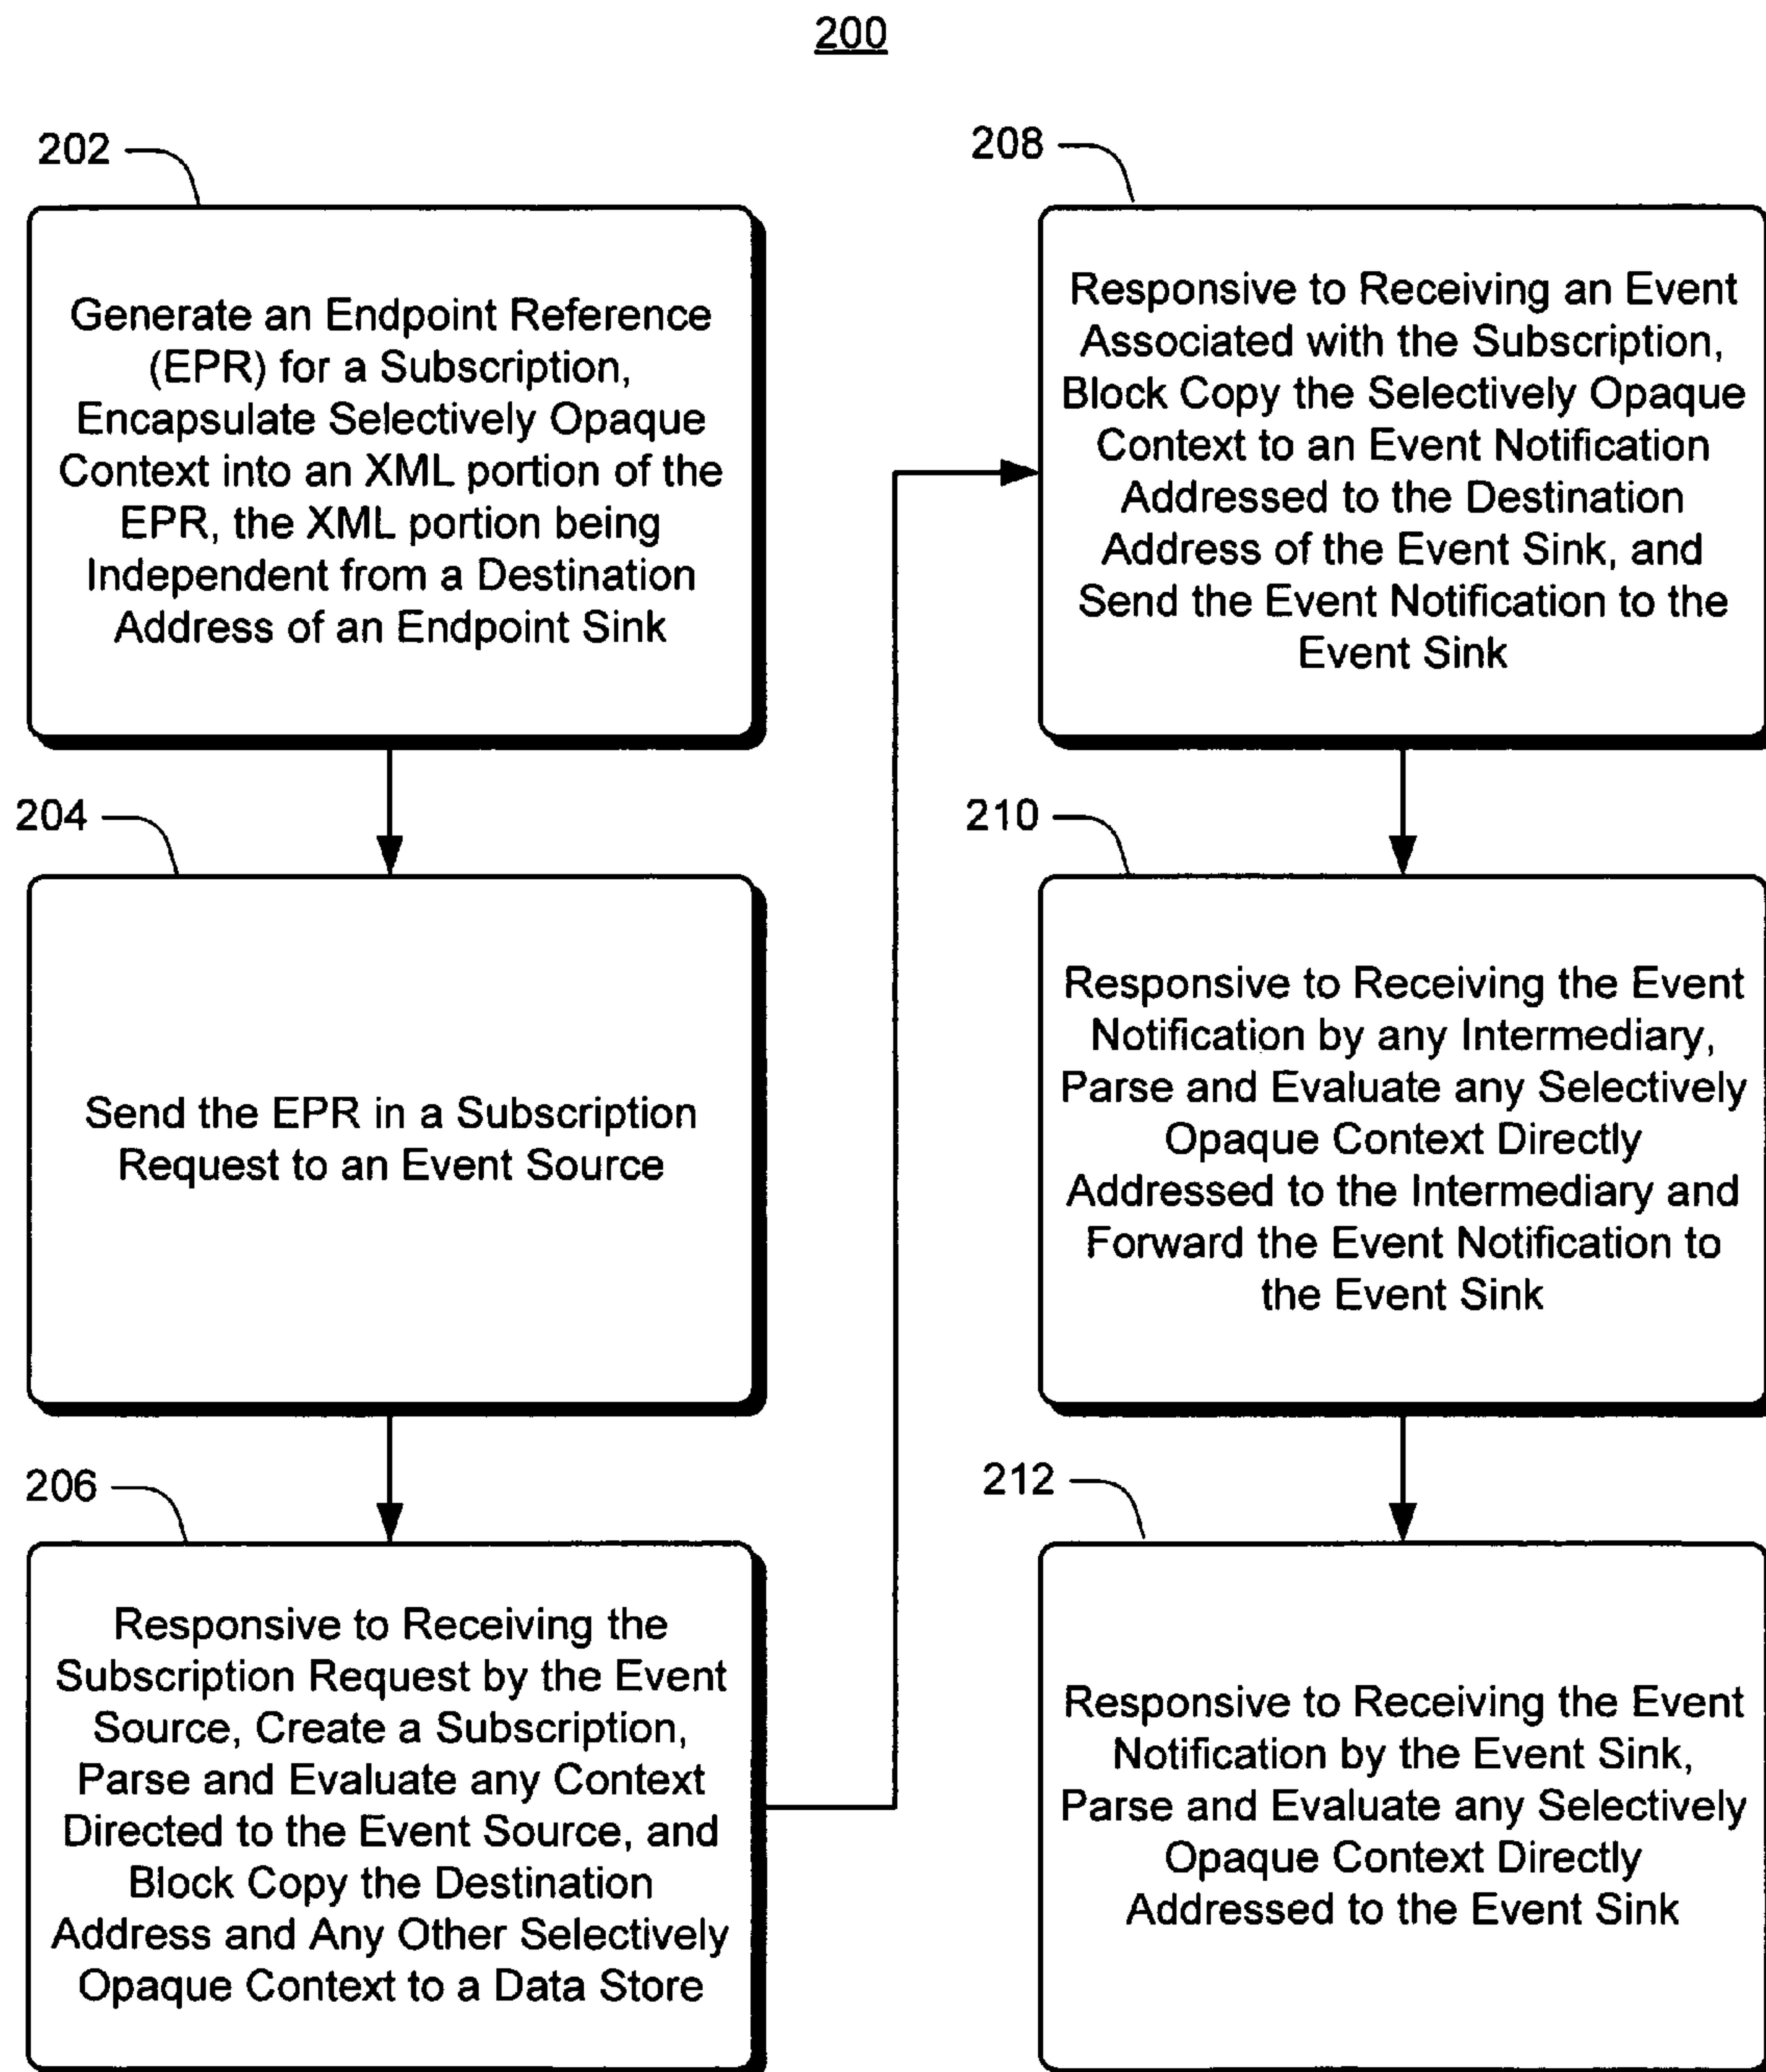 200
202
Generate an Endpoint Reference
(EPR) for a Subscription,
Encapsulate Selectively Opaque
Context into an XML portion of the
EPR, the XML portion being
Independent from a Destination
Address of an Endpoint Sink
204
Send the EPR in a Subscription
Request to an Event Source
206
Responsive to Receiving the
Subscription Request by the Event
Source, Create a Subscription,
Parse and Evaluate any Context
Directed to the Event Source, and
Block Copy the Destination
Address and Any Other Selectively
Opaque Context to a Data Store
208
Responsive to Receiving an Event
Associated with the Subscription,
Block Copy the Selectively Opaque
Context to an Event Notification
Addressed to the Destination
Address of the Event Sink, and
Send the Event Notification to the
Event Sink
210
Responsive to Receiving the Event
Notification by any Intermediary,
Parse and Evaluate any Selectively
Opaque Context Directly
Addressed to the Intermediary and
Forward the Event Notification to
the Event Sink
212
Responsive to Receiving the Event
Notification by the Event Sink,
Parse and Evaluate any Selectively
Opaque Context Directly
Addressed to the Event Sink